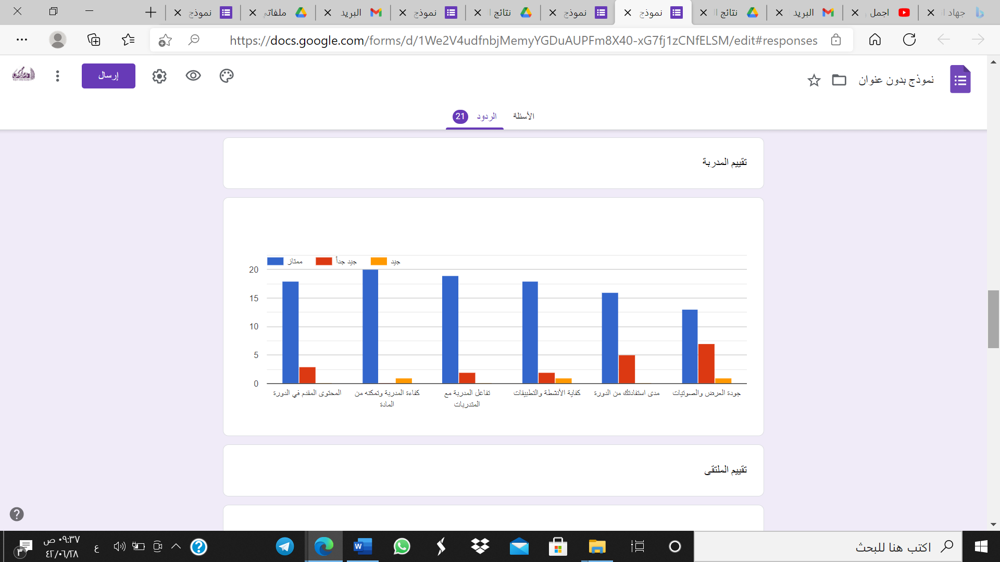 جهاد ا
اجمل
البريد
نتائج ال
نموذج
نموذج
نتائج ا
نموذج
البريد
ملفاتي
نموذج
https://docs.google.com/forms/d/1We2V4udfnbjMemyYGDuAUPFm8X40-xG7fj1zCNfELSM/edit#responses
نموذج بدون عنوان
إرسال
الأسئلة
الردود 21
تقييم المدربة
ممتاز
جيد جداً
جيد
20
15
10
5
0
المحتوى المقدم في الدورة
كفاءة المدربة وتمكنه من
المادة
تفاعل المدربة مع
المتدربات
كفاية الأنشطة والتطبيقات
مدى استفادتك من الدورة
جودة العرض والصوتيات
تقييم الملتقى
اكتب هنا للبحث
ع
٠٩:٣٧ ص
٤٢/٠٦/٢٨
٣